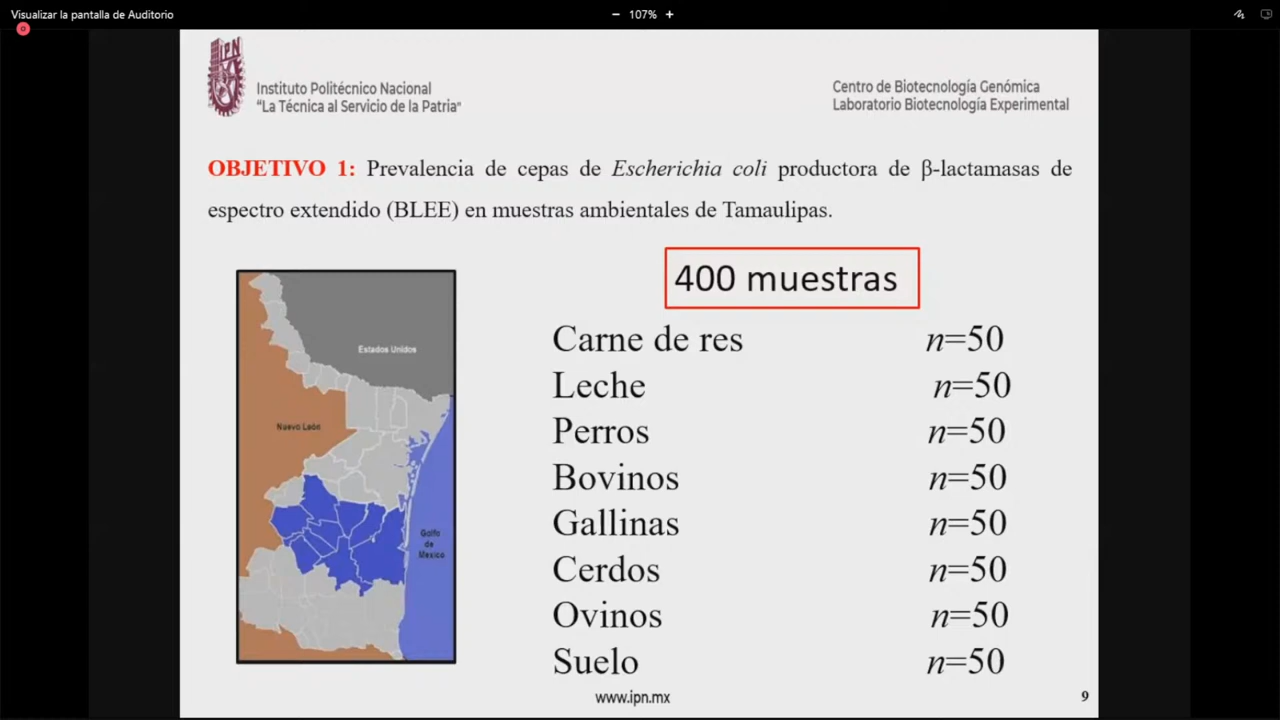 Visualizar la pantalla de Auditorio
− 107% +
IPN
Instituto Politécnico Nacional
“La Técnica al Servicio de la Patria”
Centro de Biotecnología Genómica
Laboratorio Biotecnología Experimental
OBJETIVO 1: Prevalencia de cepas de Escherichia coli productora de β-lactamasas de
espectro extendido (BLEE) en muestras ambientales de Tamaulipas.
Estados Unidos
Nuevo León
Golfo
de
Mexico
400 muestras
Carne de res n=50
Leche n=50
Perros n=50
Bovinos n=50
Gallinas n=50
Cerdos n=50
Ovinos n=50
Suelo n=50
www.ipn.mx
9